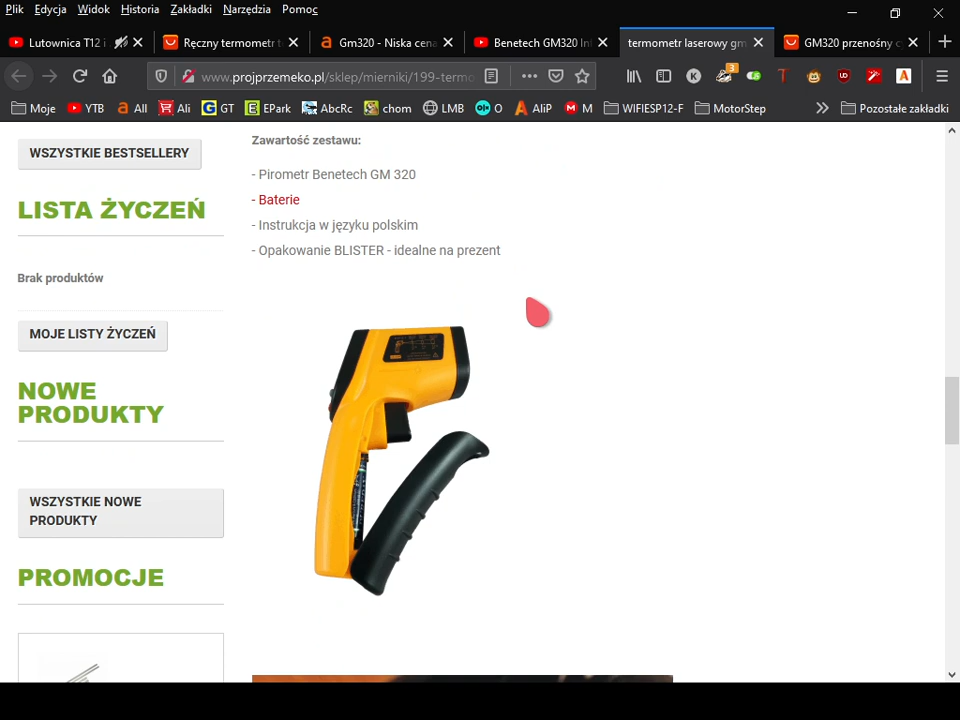 Plik Edycja Widok Historia Zakładki Narzędzia Pomoc
Lutownica T12 i
Ręczny termometr t
Gm320 - Niska cena
Benetech GM320 In
termometr laserowy gm
GM320 przenośny c
www.projprzemeko.pl/sklep/mierniki/199-termo
3
Moje YTB All Ali GT EPark AbcRc chom LMB O AliP M WIFIESP12-F MotorStep Pozostałe zakładki
WSZYSTKIE BESTSELLERY
LISTA ŻYCZEŃ
Brak produktów
MOJE LISTY ŻYCZEŃ
NOWE
PRODUKTY
WSZYSTKIE NOWE
PRODUKTY
PROMOCJE
Zawartość zestawu:
- Pirometr Benetech GM 320
- Baterie
- Instrukcja w języku polskim
- Opakowanie BLISTER - idealne na prezent